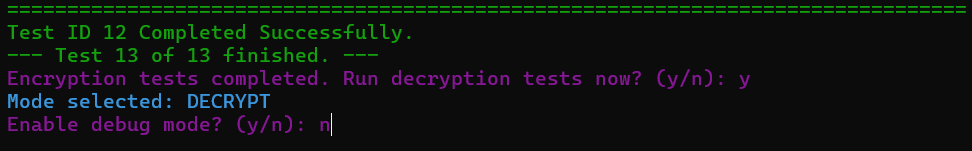 ================================================================================
Test ID 12 Completed Successfully.
--- Test 13 of 13 finished. ---
Encryption tests completed. Run decryption tests now? (y/n): y
Mode selected: DECRYPT
Enable debug mode? (y/n): n